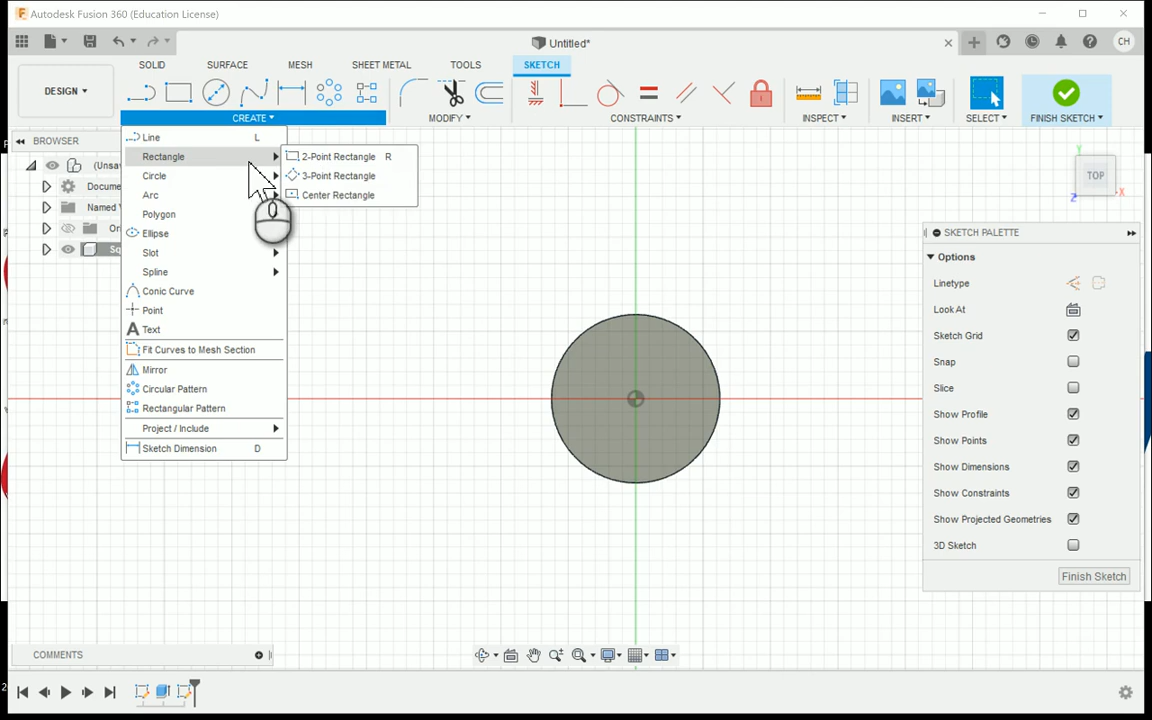 Autodesk Fusion 360 (Education License)
Untitled*
CH
SOLID SURFACE MESH SHEET METAL TOOLS SKETCH
DESIGN
CREATE MODIFY CONSTRAINTS INSPECT INSERT SELECT FINISH SKETCH
BROWSER
(Unsa
Docume
Named V
Ori
Line L
Rectangle
Circle
Arc
Polygon
Ellipse
Slot
Spline
Conic Curve
Point
Text
Fit Curves to Mesh Section
Mirror
Circular Pattern
Rectangular Pattern
Project / Include
Sketch Dimension D
2-Point Rectangle R
3-Point Rectangle
Center Rectangle
Y
TOP
X
Z
SKETCH PALETTE
Options
Linetype
Look At
Sketch Grid
Snap
Slice
Show Profile
Show Points
Show Dimensions
Show Constraints
Show Projected Geometries
3D Sketch
Finish Sketch
COMMENTS